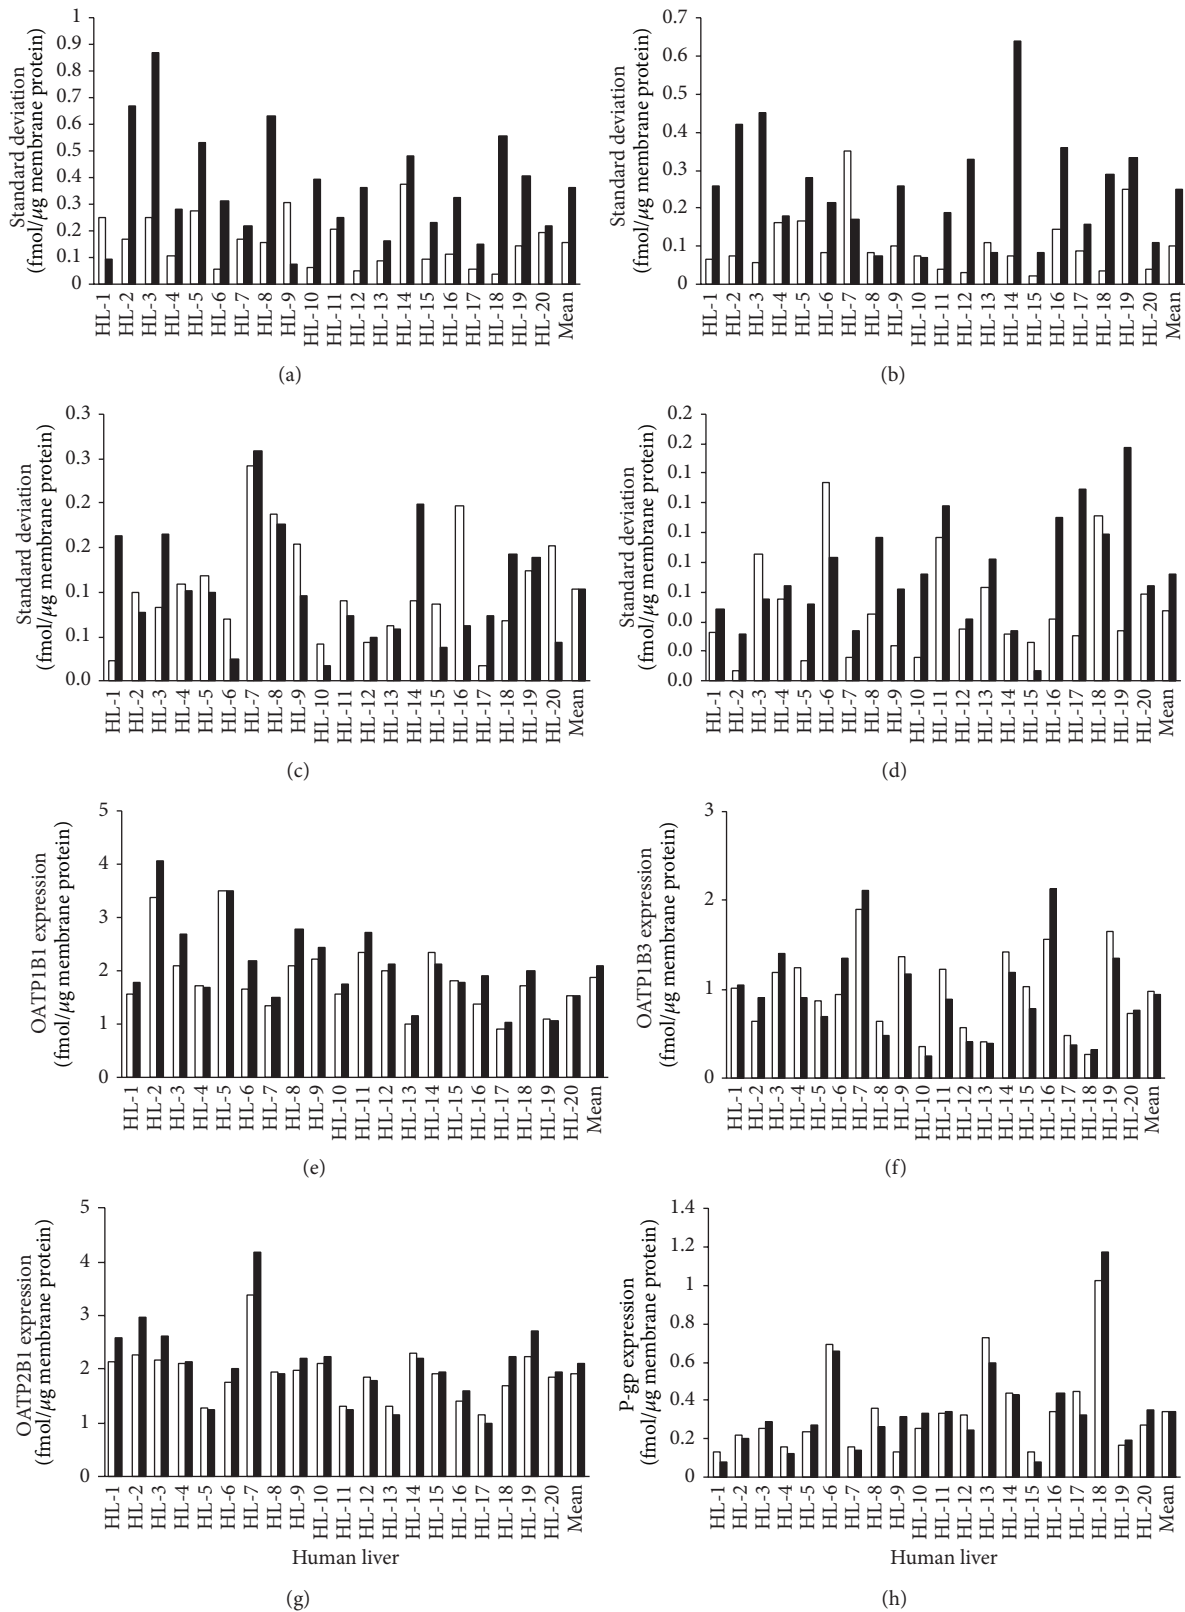 Standard deviation
(fmol/µg membrane protein)
1
0.9
0.8
0.7
0.6
0.5
0.4
0.3
0.2
0.1
0
HL-1
HL-2
HL-3
HL-4
HL-5
HL-6
HL-7
HL-8
HL-9
HL-10
HL-11
HL-12
HL-13
HL-14
HL-15
HL-16
HL-17
HL-18
HL-19
HL-20
Mean
(a)
Standard deviation
(fmol/µg membrane protein)
0.7
0.6
0.5
0.4
0.3
0.2
0.1
0
HL-1
HL-2
HL-3
HL-4
HL-5
HL-6
HL-7
HL-8
HL-9
HL-10
HL-11
HL-12
HL-13
HL-14
HL-15
HL-16
HL-17
HL-18
HL-19
HL-20
Mean
(b)
Standard deviation
(fmol/µg membrane protein)
0.3
0.3
0.2
0.2
0.1
0.1
0.0
HL-1
HL-2
HL-3
HL-4
HL-5
HL-6
HL-7
HL-8
HL-9
HL-10
HL-11
HL-12
HL-13
HL-14
HL-15
HL-16
HL-17
HL-18
HL-19
HL-20
Mean
(c)
Standard deviation
(fmol/µg membrane protein)
0.2
0.2
0.1
0.1
0.1
0.1
0.1
0.0
0.0
0.0
HL-1
HL-2
HL-3
HL-4
HL-5
HL-6
HL-7
HL-8
HL-9
HL-10
HL-11
HL-12
HL-13
HL-14
HL-15
HL-16
HL-17
HL-18
HL-19
HL-20
Mean
(d)
OATP1B1 expression
(fmol/µg membrane protein)
5
4
3
2
1
0
HL-1
HL-2
HL-3
HL-4
HL-5
HL-6
HL-7
HL-8
HL-9
HL-10
HL-11
HL-12
HL-13
HL-14
HL-15
HL-16
HL-17
HL-18
HL-19
HL-20
Mean
(e)
OATP1B3 expression
(fmol/µg membrane protein)
3
2
1
0
HL-1
HL-2
HL-3
HL-4
HL-5
HL-6
HL-7
HL-8
HL-9
HL-10
HL-11
HL-12
HL-13
HL-14
HL-15
HL-16
HL-17
HL-18
HL-19
HL-20
Mean
(f)
OATP2B1 expression
(fmol/µg membrane protein)
5
4
3
2
1
0
HL-1
HL-2
HL-3
HL-4
HL-5
HL-6
HL-7
HL-8
HL-9
HL-10
HL-11
HL-12
HL-13
HL-14
HL-15
HL-16
HL-17
HL-18
HL-19
HL-20
Mean
Human liver
(g)
P-gp expression
(fmol/µg membrane protein)
1.4
1.2
1
0.8
0.6
0.4
0.2
0
HL-1
HL-2
HL-3
HL-4
HL-5
HL-6
HL-7
HL-8
HL-9
HL-10
HL-11
HL-12
HL-13
HL-14
HL-15
HL-16
HL-17
HL-18
HL-19
HL-20
Mean
Human liver
(h)